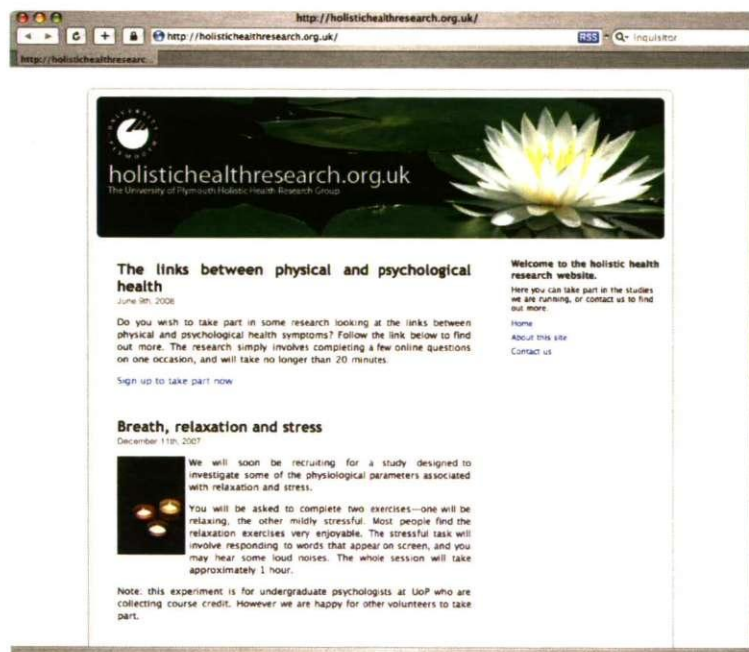 http://holistichealthresearch.org.uk/
http://holistichealthresearch.org.uk/
RSS
Inquisitor
http://holistichealthresearc...
UNIVERSITY
PLYMOUTH
holistichealthresearch.org.uk
The University of Plymouth Holistic Health Research Group
The links between physical and psychological
health
June 9th, 2008
Do you wish to take part in some research looking at the links between
physical and psychological health symptoms? Follow the link below to find
out more. The research simply involves completing a few online questions
on one occasion, and will take no longer than 20 minutes.
Sign up to take part now
Breath, relaxation and stress
December 11th, 2007
We will soon be recruiting for a study designed to
investigate some of the physiological parameters associated
with relaxation and stress.
You will be asked to complete two exercises—one will be
relaxing, the other mildly stressful. Most people find the
relaxation exercises very enjoyable. The stressful task will
involve responding to words that appear on screen, and you
may hear some loud noises. The whole session will take
approximately 1 hour.
Note: this experiment is for undergraduate psychologists at UoP who are
collecting course credit. However we are happy for other volunteers to take
part.
Welcome to the holistic health
research website.
Here you can take part in the studies
we are running, or contact us to find
out more.
Home
About this site
Contact us